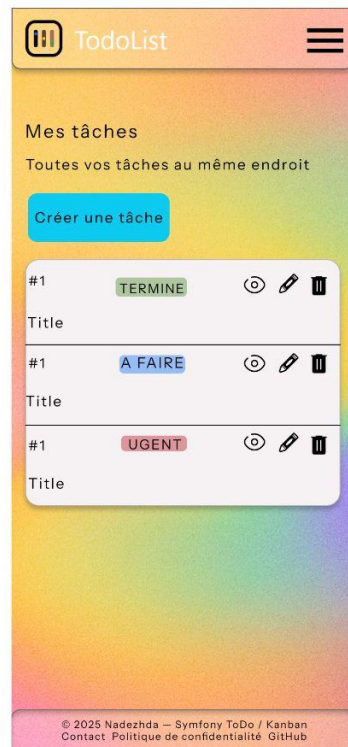 TodoList
Mes tâches
Toutes vos tâches au même endroit
Créer une tâche
#1
TERMINE
Title
#1
A FAIRE
Title
#1
UGENT
Title
© 2025 Nadezhda — Symfony ToDo / Kanban
Contact Politique de confidentialité GitHub